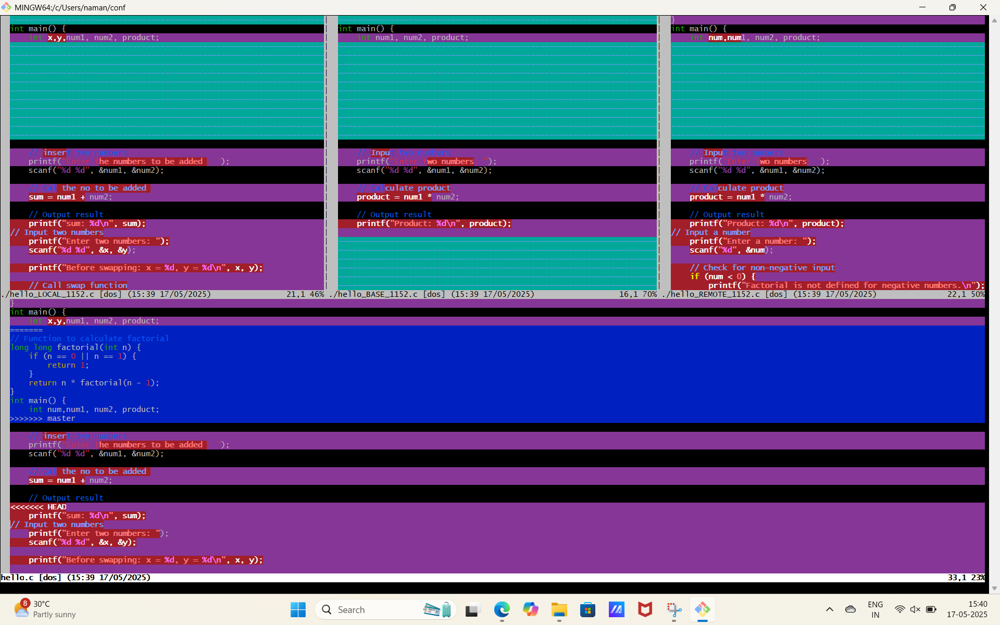 MINGW64:/c/Users/naman/conf
int main() {
    int x,y,num1, num2, product;
    // insert two numbers
    printf("Enter the numbers to be added : ");
    scanf("%d %d", &num1, &num2);
    // Cal the no to be added
    sum = num1 + num2;
    // Output result
    printf("sum: %d\n", sum);
// Input two numbers
    printf("Enter two numbers: ");
    scanf("%d %d", &x, &y);
    printf("Before swapping: x = %d, y = %d\n", x, y);
    // Call swap function
./hello_LOCAL_1152.c [dos] (15:39 17/05/2025) 21,1 46%
int main() {
    int num1, num2, product;
    // Input two numbers
    printf("Enter two numbers: ");
    scanf("%d %d", &num1, &num2);
    // Calculate product
    product = num1 * num2;
    // Output result
    printf("Product: %d\n", product);
./hello_BASE_1152.c [dos] (15:39 17/05/2025) 16,1 70%
}
int main() {
    int num,num1, num2, product;
    // Input two numbers
    printf("Enter two numbers: ");
    scanf("%d %d", &num1, &num2);
    // Calculate product
    product = num1 * num2;
    // Output result
    printf("Product: %d\n", product);
// Input a number
    printf("Enter a number: ");
    scanf("%d", &num);
    // Check for non-negative input
    if (num < 0) {
        printf("Factorial is not defined for negative numbers.\n");
./hello_REMOTE_1152.c [dos] (15:39 17/05/2025) 22,1 50%
}
int main() {
    int x,y,num1, num2, product;
=======
// Function to calculate factorial
long long factorial(int n) {
    if (n == 0 || n == 1) {
        return 1;
    }
    return n * factorial(n - 1);
}
int main() {
    int num,num1, num2, product;
>>>>>>> master
    // insert two numbers
    printf("Enter the numbers to be added : ");
    scanf("%d %d", &num1, &num2);
    // Cal the no to be added
    sum = num1 + num2;
    // Output result
<<<<<<< HEAD
    printf("sum: %d\n", sum);
// Input two numbers
    printf("Enter two numbers: ");
    scanf("%d %d", &x, &y);
    printf("Before swapping: x = %d, y = %d\n", x, y);
hello.c [dos] (15:39 17/05/2025) 33,1 23%
8
30°C
Partly sunny
Search
ENG
IN
15:40
17-05-2025